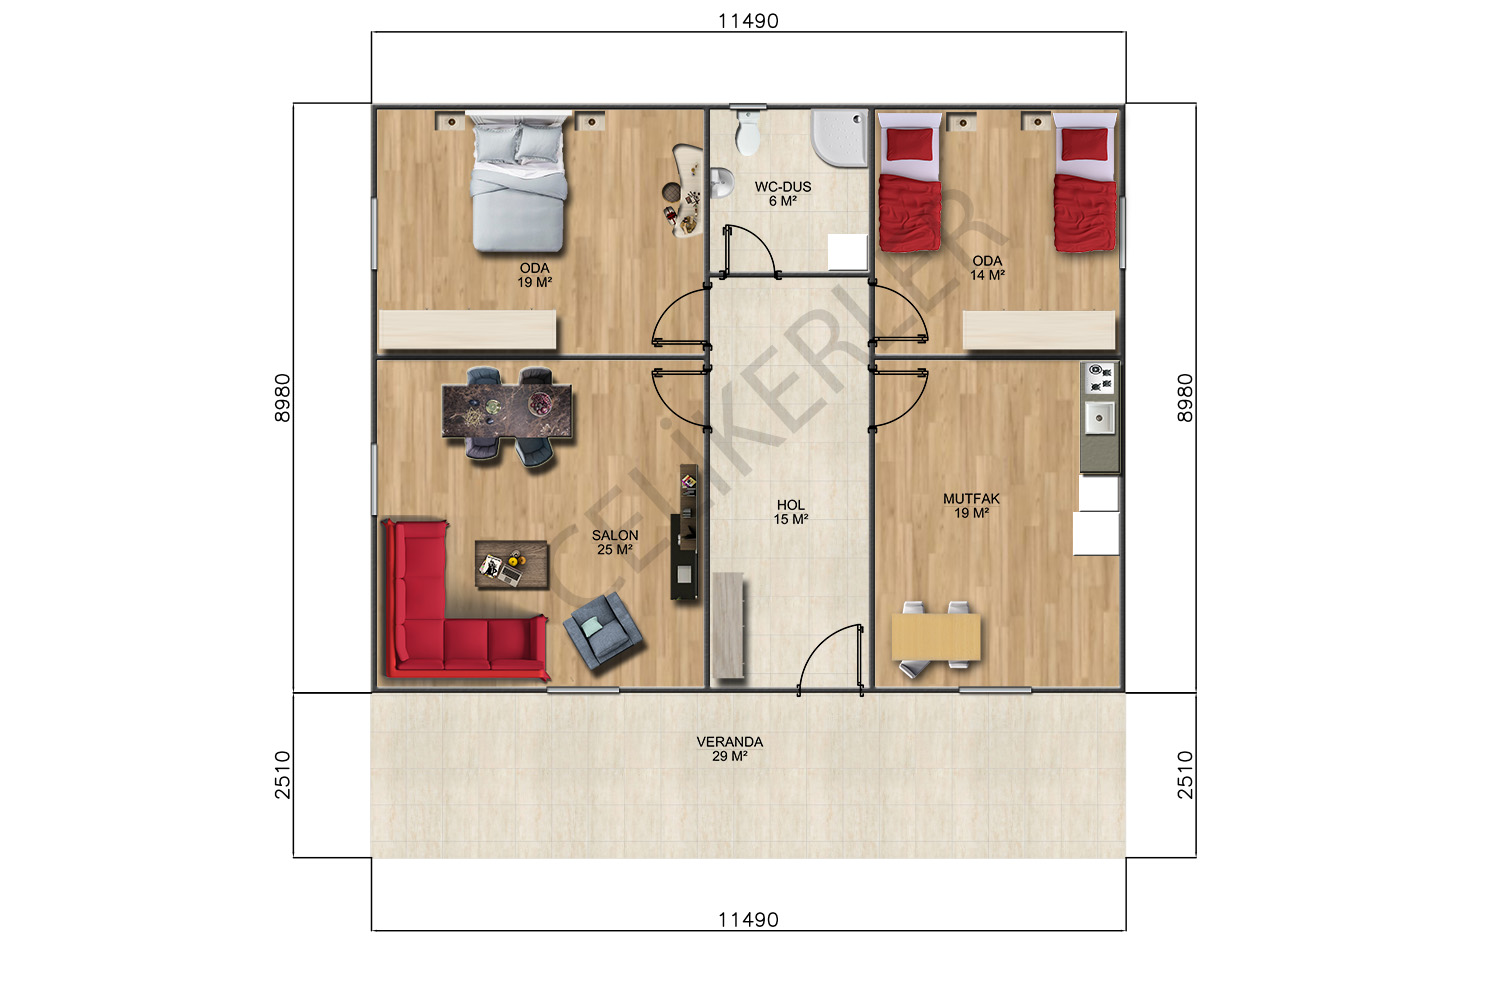 11490
WC-DUS
6 M²
ODA
19 M²
ODA
14 M²
8980
8980
MUTFAK
19 M²
HOL
15 M²
SALON
25 M²
ÇELİKERLER
VERANDA
29 M²
2510
2510
11490